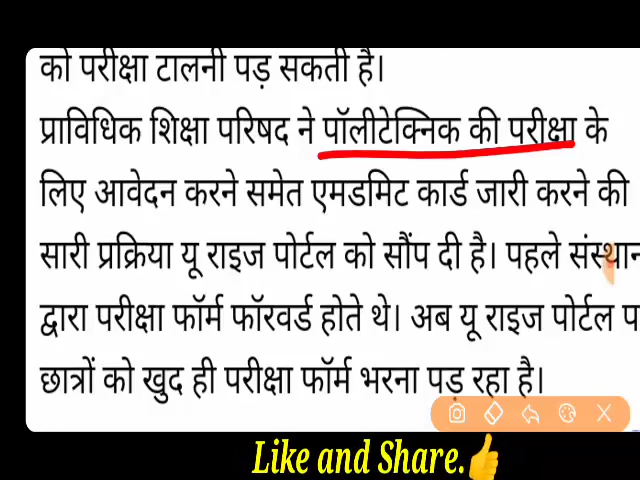 को परीक्षा टालनी पड़ सकती है।
प्राविधिक शिक्षा परिषद ने पॉलीटेक्निक की परीक्षा के
लिए आवेदन करने समेत एमडमिट कार्ड जारी करने की
सारी प्रक्रिया यू राइज पोर्टल को सौंप दी है। पहले संस्थान
द्वारा परीक्षा फॉर्म फॉरवर्ड होते थे। अब यू राइज पोर्टल
छात्रों को खुद ही परीक्षा फॉर्म भरना पड़ रहा है।
Like and Share.